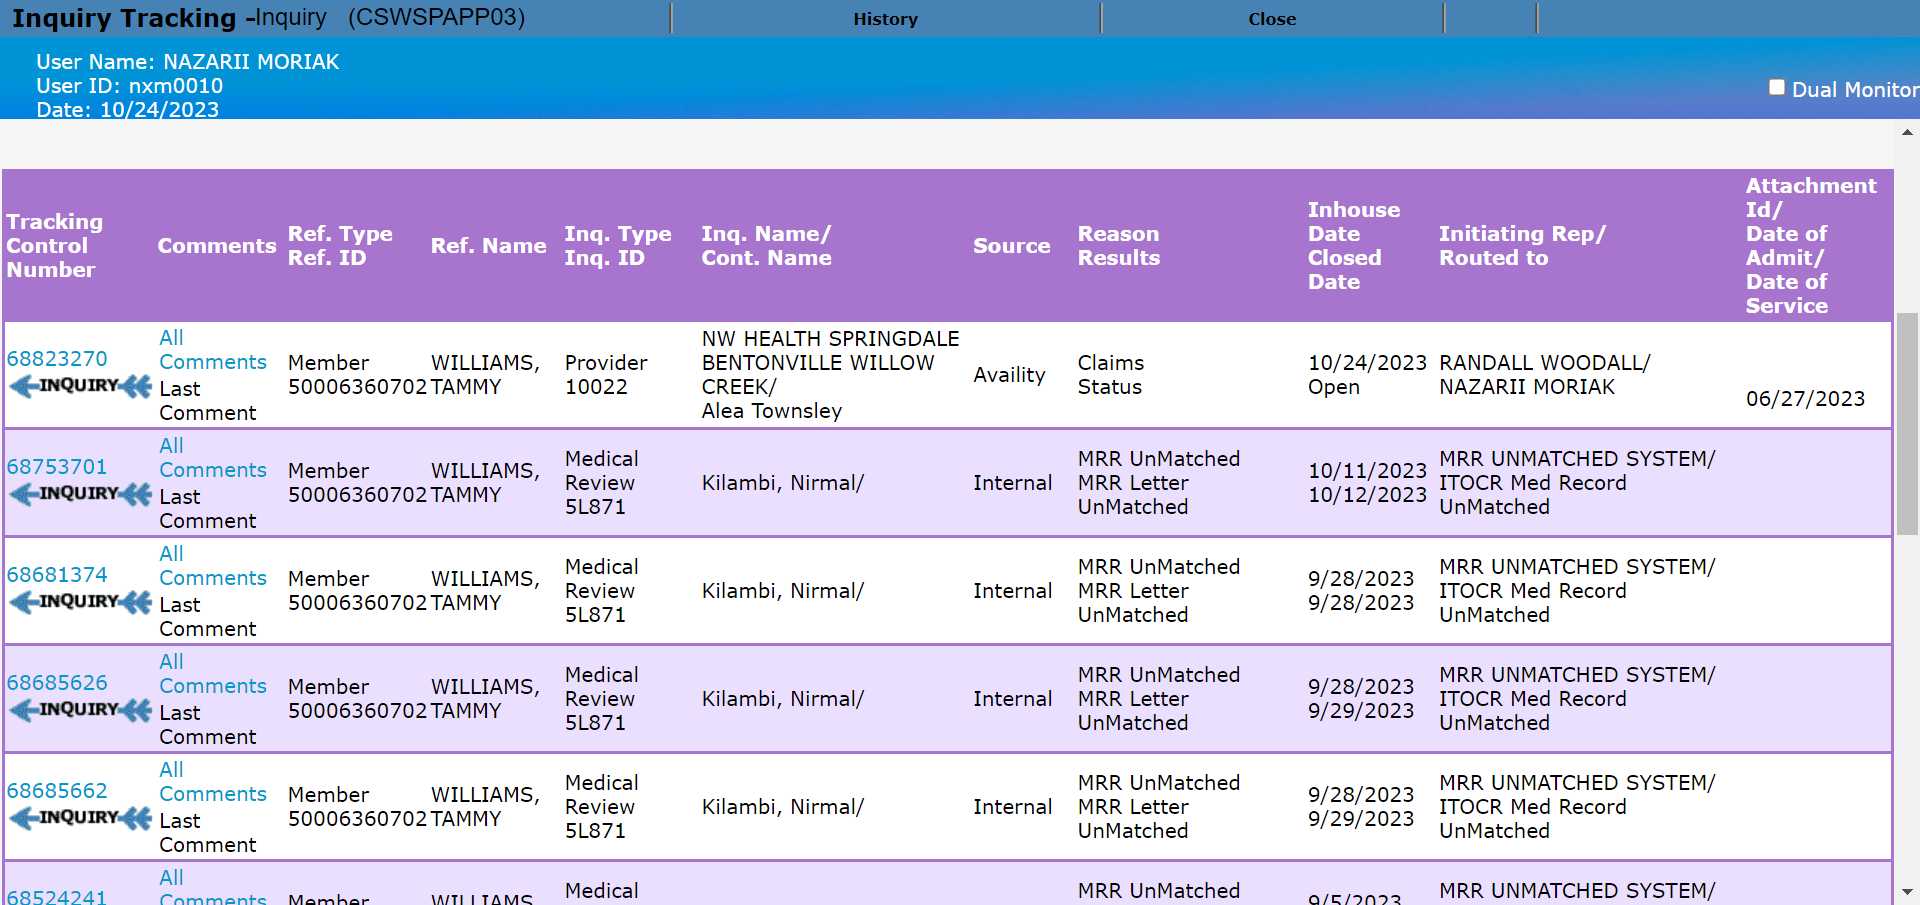 Inquiry Tracking -Inquiry (CSWSPAPP03)
History
Close
User Name: NAZARII MORIAK
User ID: nxm0010
Date: 10/24/2023
Dual Monitor
Tracking
Control
Number
Comments
Ref. Type
Ref. ID
Ref. Name
Inq. Type
Inq. ID
Inq. Name/
Cont. Name
Source
Reason
Results
Inhouse
Date
Closed
Date
Initiating Rep/
Routed to
Attachment
Id/
Date of
Admit/
Date of
Service
68823270
INQUIRY
All
Comments
Last
Comment
Member
50006360702
WILLIAMS,
TAMMY
Provider
10022
NW HEALTH SPRINGDALE
BENTONVILLE WILLOW
CREEK/
Alea Townsley
Availity
Claims
Status
10/24/2023
Open
RANDALL WOODALL/
NAZARII MORIAK
06/27/2023
68753701
INQUIRY
All
Comments
Last
Comment
Member
50006360702
WILLIAMS,
TAMMY
Medical
Review
5L871
Kilambi, Nirmal/
Internal
MRR UnMatched
MRR Letter
UnMatched
10/11/2023
10/12/2023
MRR UNMATCHED SYSTEM/
ITOCR Med Record
UnMatched
68681374
INQUIRY
All
Comments
Last
Comment
Member
50006360702
WILLIAMS,
TAMMY
Medical
Review
5L871
Kilambi, Nirmal/
Internal
MRR UnMatched
MRR Letter
UnMatched
9/28/2023
9/28/2023
MRR UNMATCHED SYSTEM/
ITOCR Med Record
UnMatched
68685626
INQUIRY
All
Comments
Last
Comment
Member
50006360702
WILLIAMS,
TAMMY
Medical
Review
5L871
Kilambi, Nirmal/
Internal
MRR UnMatched
MRR Letter
UnMatched
9/28/2023
9/29/2023
MRR UNMATCHED SYSTEM/
ITOCR Med Record
UnMatched
68685662
INQUIRY
All
Comments
Last
Comment
Member
50006360702
WILLIAMS,
TAMMY
Medical
Review
5L871
Kilambi, Nirmal/
Internal
MRR UnMatched
MRR Letter
UnMatched
9/28/2023
9/29/2023
MRR UNMATCHED SYSTEM/
ITOCR Med Record
UnMatched
68524241
All
Comments
Member
WILLIAMS,
Medical
MRR UnMatched
9/5/2023
MRR UNMATCHED SYSTEM/